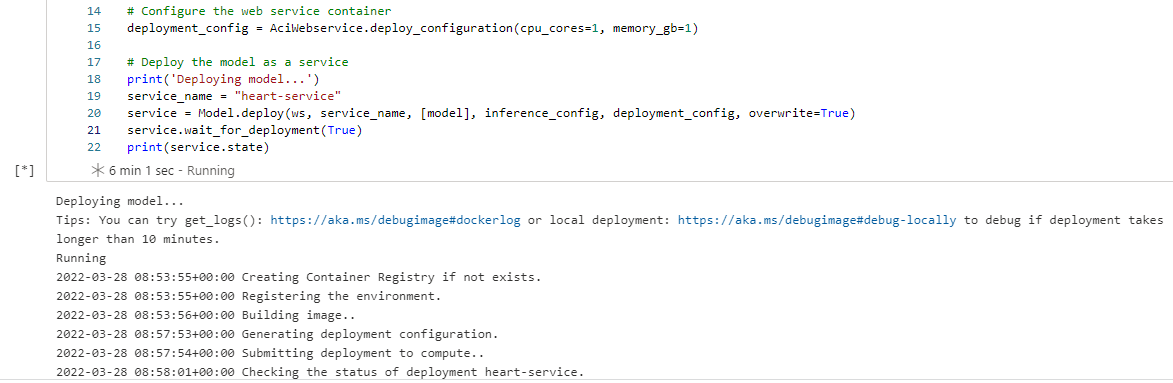 14 # Configure the web service container
15 deployment_config = AciWebservice.deploy_configuration(cpu_cores=1, memory_gb=1)
16
17 # Deploy the model as a service
18 print('Deploying model...')
19 service_name = "heart-service"
20 service = Model.deploy(ws, service_name, [model], inference_config, deployment_config, overwrite=True)
21 service.wait_for_deployment(True)
22 print(service.state)
[*] 6 min 1 sec - Running
Deploying model...
Tips: You can try get_logs(): https://aka.ms/debugimage#dockerlog or local deployment: https://aka.ms/debugimage#debug-locally to debug if deployment takes
longer than 10 minutes.
Running
2022-03-28 08:53:55+00:00 Creating Container Registry if not exists.
2022-03-28 08:53:55+00:00 Registering the environment.
2022-03-28 08:53:56+00:00 Building image..
2022-03-28 08:57:53+00:00 Generating deployment configuration.
2022-03-28 08:57:54+00:00 Submitting deployment to compute..
2022-03-28 08:58:01+00:00 Checking the status of deployment heart-service.